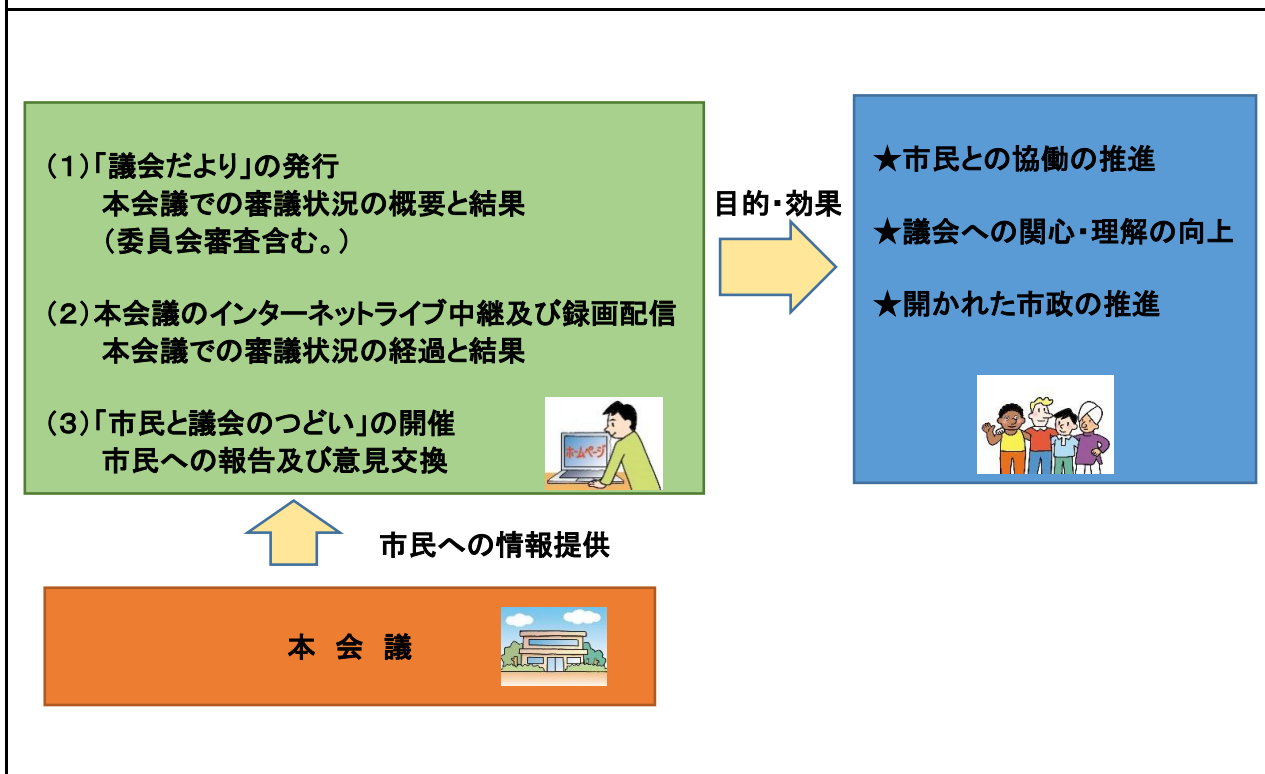 (1)「議会だより」の発行
本会議での審議状況の概要と結果
(委員会審査含む。)
(2)本会議のインターネットライブ中継及び録画配信
本会議での審議状況の経過と結果
(3)「市民と議会のつどい」の開催
市民への報告及び意見交換
ホームページ
目的・効果
★市民との協働の推進
★議会への関心・理解の向上
★開かれた市政の推進
市民への情報提供
本 会 議